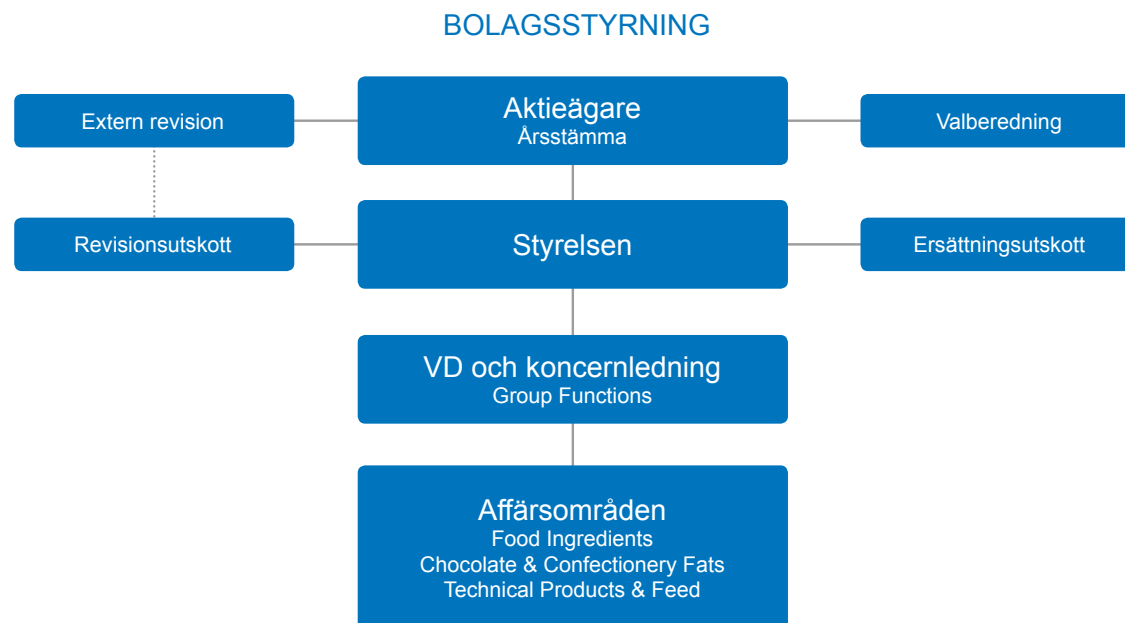 BOLAGSSTYRNING
Extern revision
Aktieägare
Årsstämma
Valberedning
Revisionsutskott
Styrelsen
Ersättningsutskott
VD och koncernledning
Group Functions
Affärsområden
Food Ingredients
Chocolate & Confectionery Fats
Technical Products & Feed